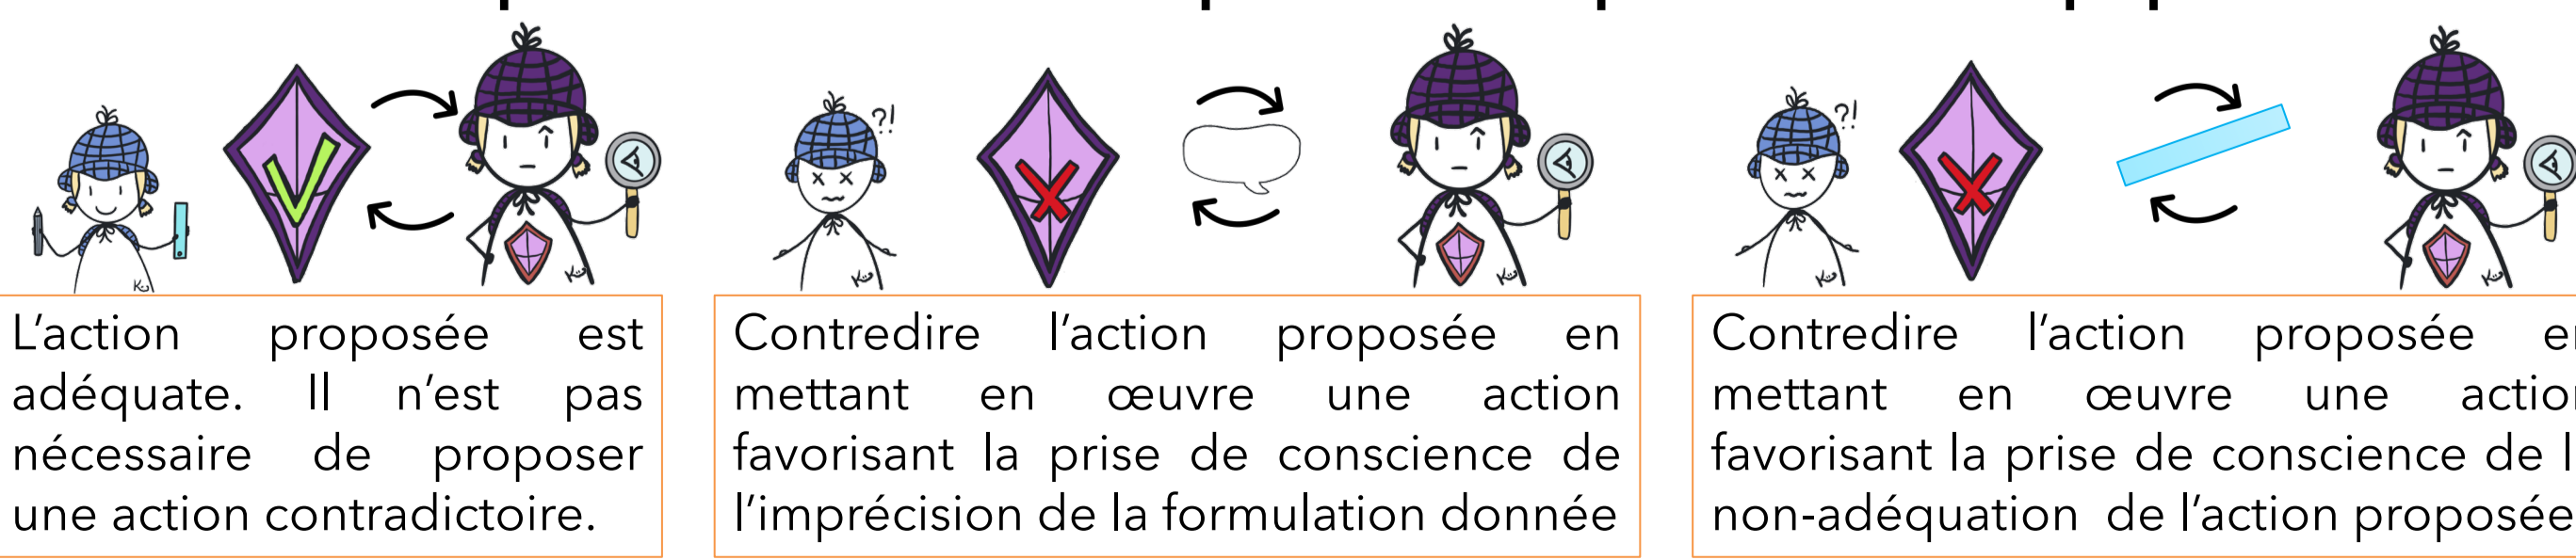 ?!
?!
L'action proposée est
adéquate. Il n'est pas
nécessaire de proposer
une action contradictoire.
Contredire l'action proposée en
mettant en œuvre une action
favorisant la prise de conscience de
l'imprécision de la formulation donnée
Contredire l'action proposée
mettant en œuvre une action
favorisant la prise de conscience de
non-adéquation de l'action proposée